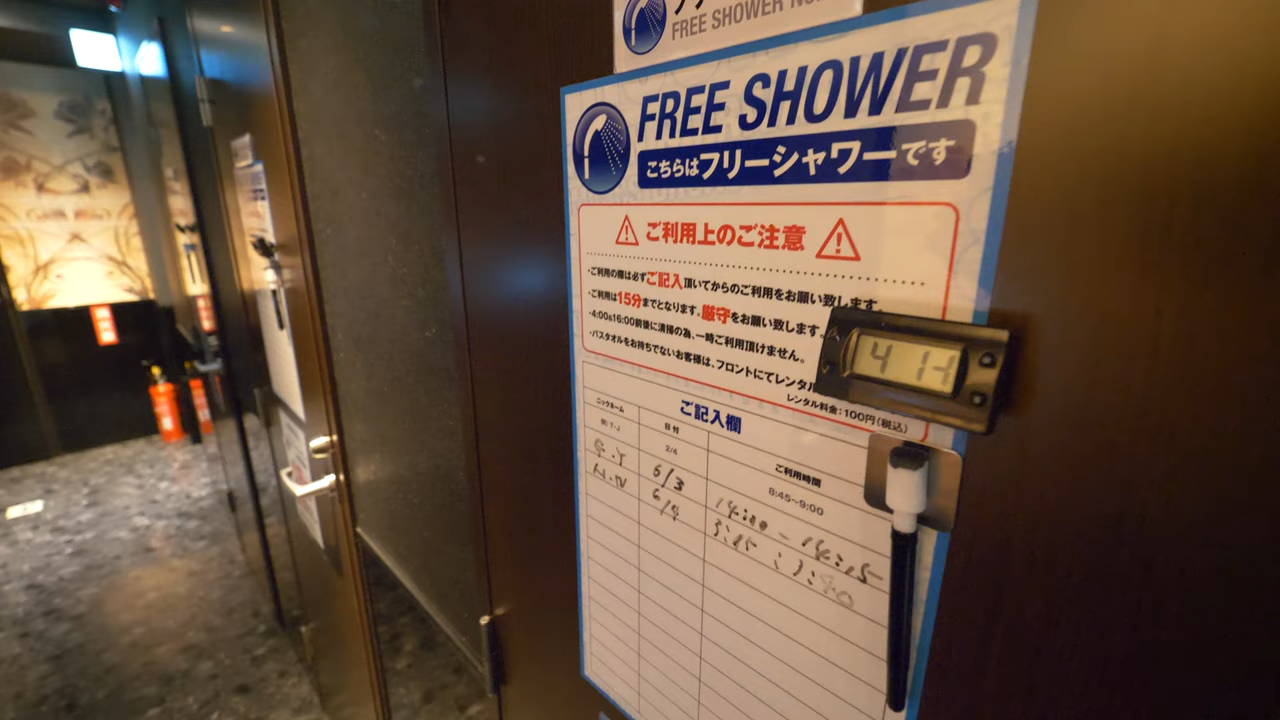 FREE SHOWER
FREE SHOWER
こちらはフリーシャワーです
ご利用上のご注意
・ご利用の際は必ずご記入頂いてからのご利用をお願い致します。
・ご利用は15分までとなります。厳守をお願い致します。
・4:00&16:00前後に清掃の為、一時ご利用頂けません。
・バスタオルをお持ちでないお客様は、フロントにてレンタル
レンタル料金:100円(税込)
ご記入欄
ニックネーム 日付 ご利用時間
2/4 8:45~9:00
6/3 14:00 - 14:15
N.N 6/4 3:15